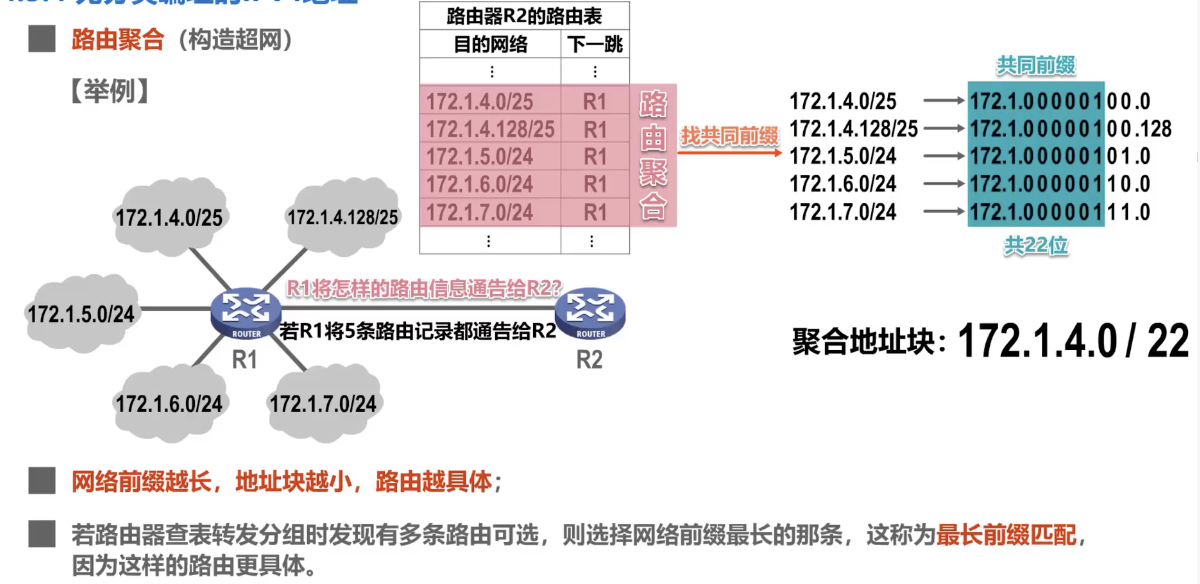 路由聚合（构造超网）
【举例】
路由器R2的路由表
目的网络 下一跳
⋮ ⋮
172.1.4.0/25 R1
172.1.4.128/25 R1
172.1.5.0/24 R1
172.1.6.0/24 R1
172.1.7.0/24 R1
⋮ ⋮
路由聚合
找共同前缀
共同前缀
172.1.4.0/25 172.1.00000100.0
172.1.4.128/25 172.1.00000100.128
172.1.5.0/24 172.1.00000101.0
172.1.6.0/24 172.1.00000110.0
172.1.7.0/24 172.1.00000111.0
共22位
聚合地址块：172.1.4.0 / 22
172.1.4.0/25
172.1.4.128/25
172.1.5.0/24
172.1.6.0/24
172.1.7.0/24
ROUTER
R1
R1将怎样的路由信息通告给R2?
若R1将5条路由记录都通告给R2
ROUTER
R2
网络前缀越长，地址块越小，路由越具体；
若路由器查表转发分组时发现有多条路由可选，则选择网络前缀最长的那条，这称为最长前缀匹配，
因为这样的路由更具体。